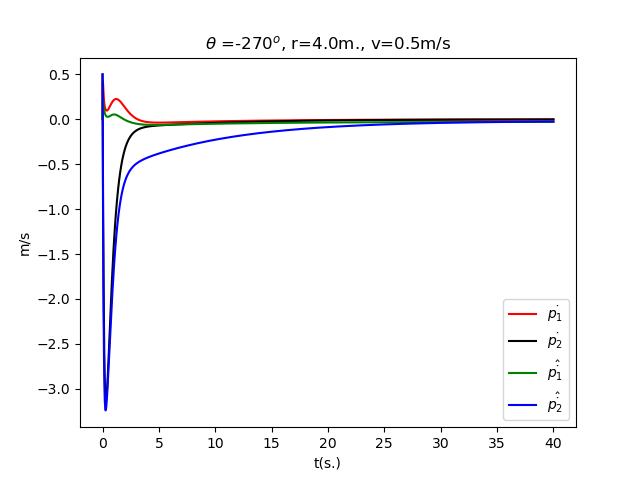 θ =-270°, r=4.0m., v=0.5m/s
0.5
0.0
−0.5
−1.0
−1.5
−2.0
−2.5
−3.0
m/s
ṗ₁
ṗ₂
p̂̇₁
p̂̇₂
0 5 10 15 20 25 30 35 40
t(s.)